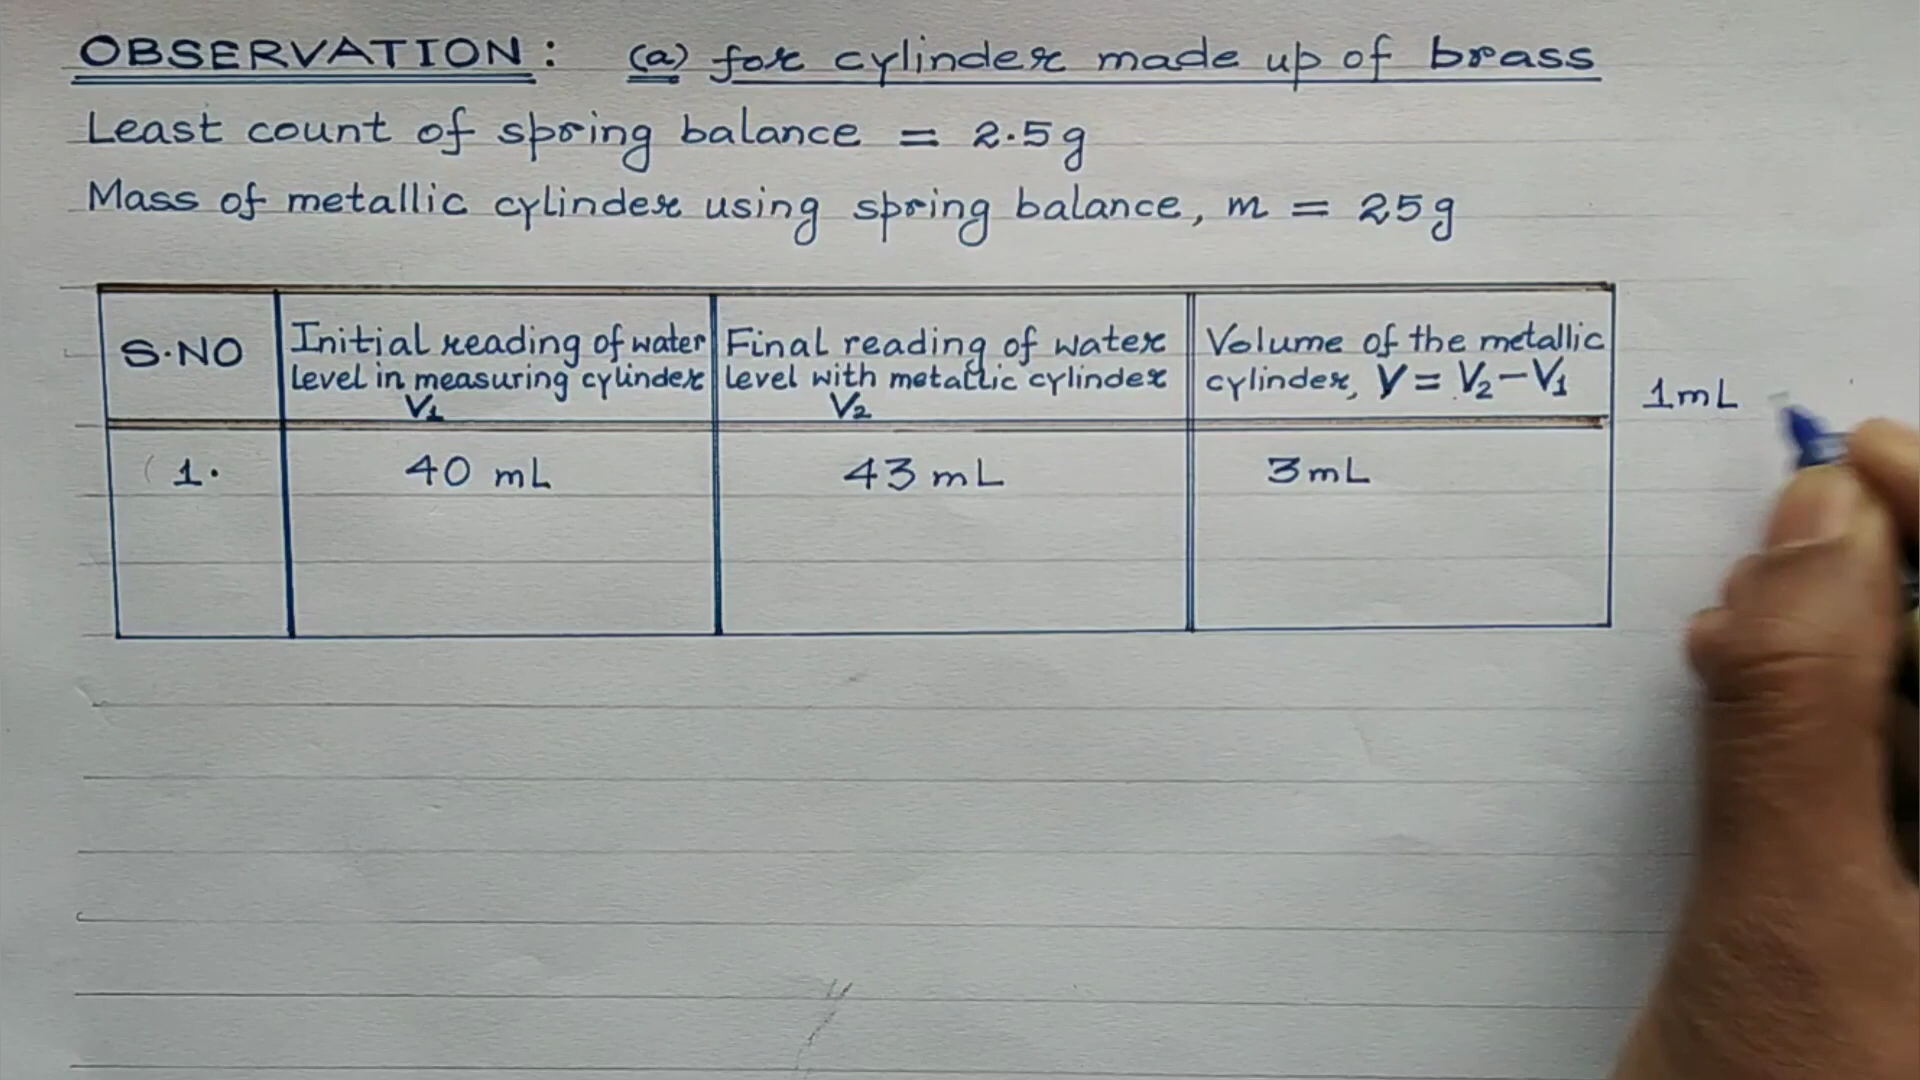 OBSERVATION: (a) for cylinder made up of brass
Least count of spring balance = 2.5g
Mass of metallic cylinder using spring balance, m = 25g
S.NO
Initial reading of water
level in measuring cylinder
V₁
Final reading of water
level with metallic cylinder
V₂
Volume of the metallic
cylinder, V = V₂-V₁
1mL
1.
40 mL
43 mL
3mL